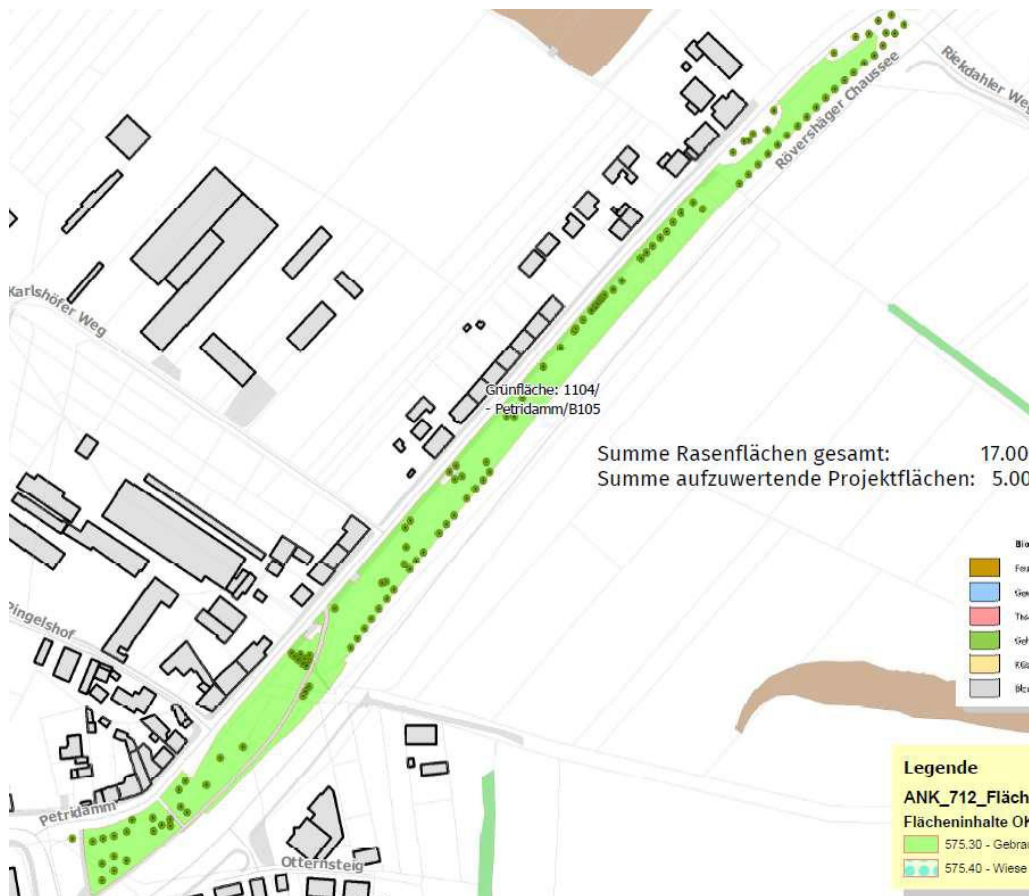 Riekdahler Weg
Rövershäger Chaussee
Karlshöfer Weg
Grünfläche: 1104/
- Petridamm/B105
Summe Rasenflächen gesamt: 17.00
Summe aufzuwertende Projektflächen: 5.00
Pingelshof
Petridamm
Otternsteig
Legende
ANK_712_Fläch
Flächeninhalte OK
575.30 - Gebrau
575.40 - Wiese